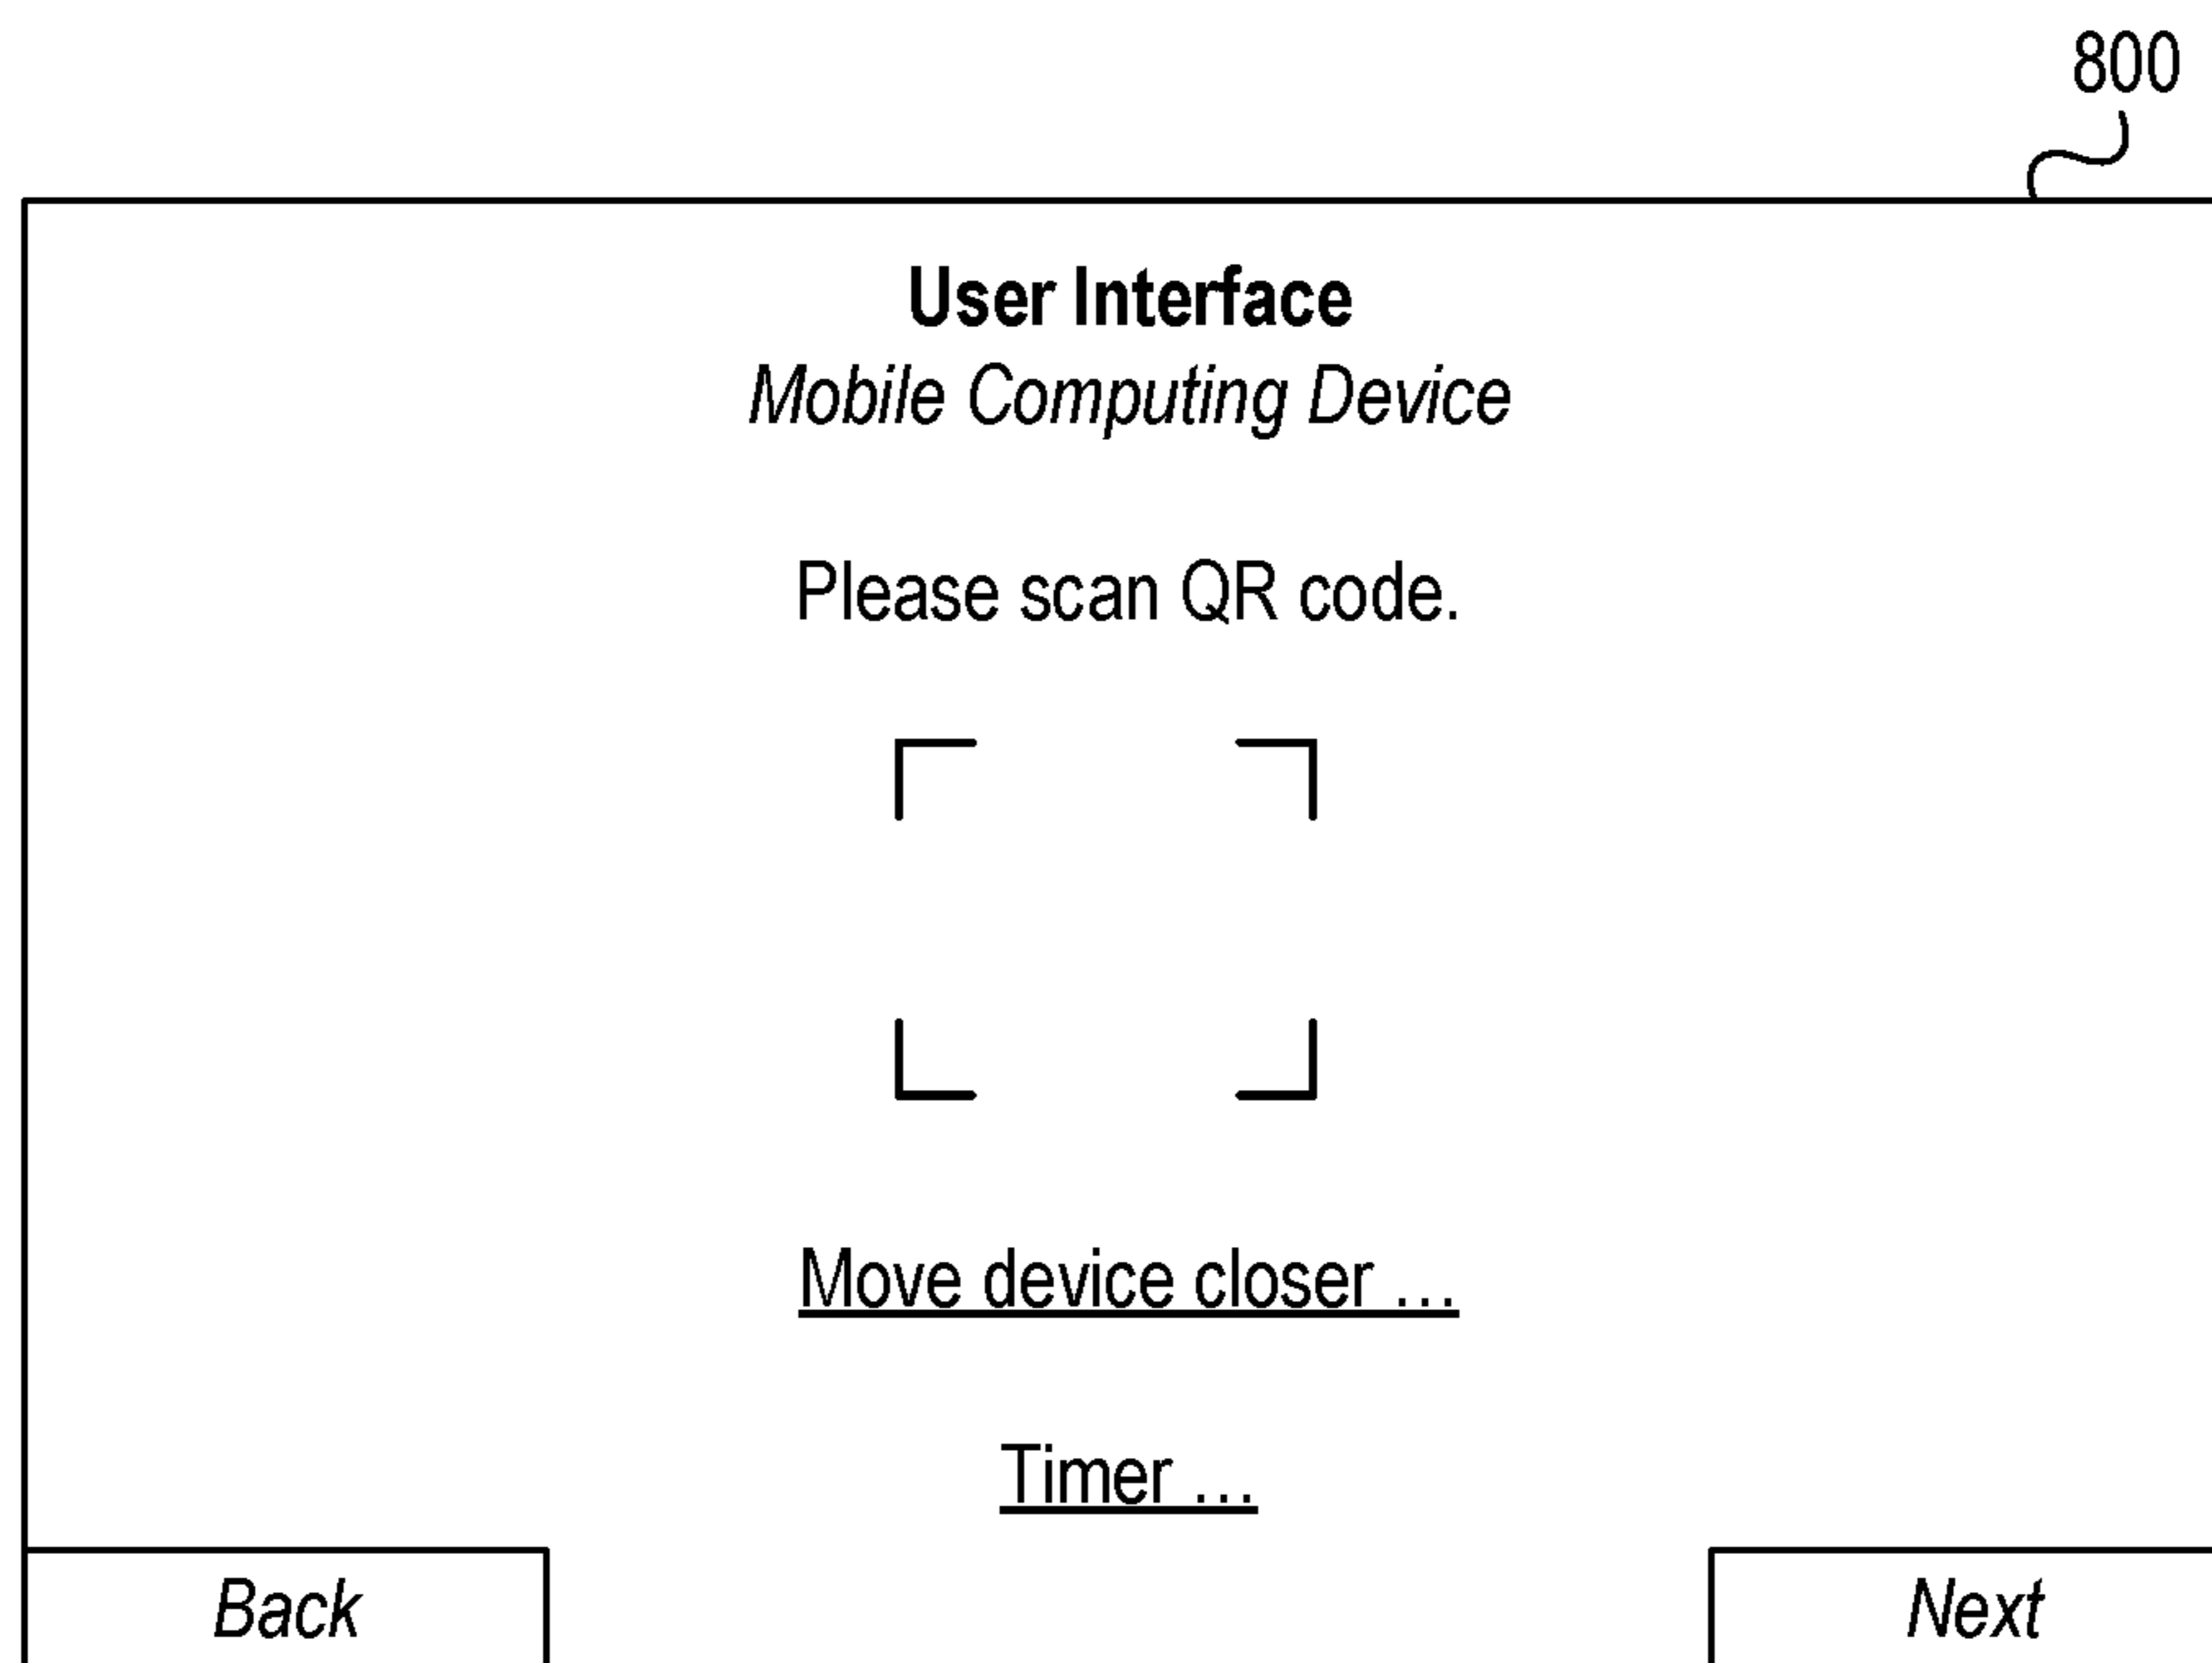 800
User Interface
Mobile Computing Device
Please scan QR code.
Move device closer ...
Timer ...
Back
Next